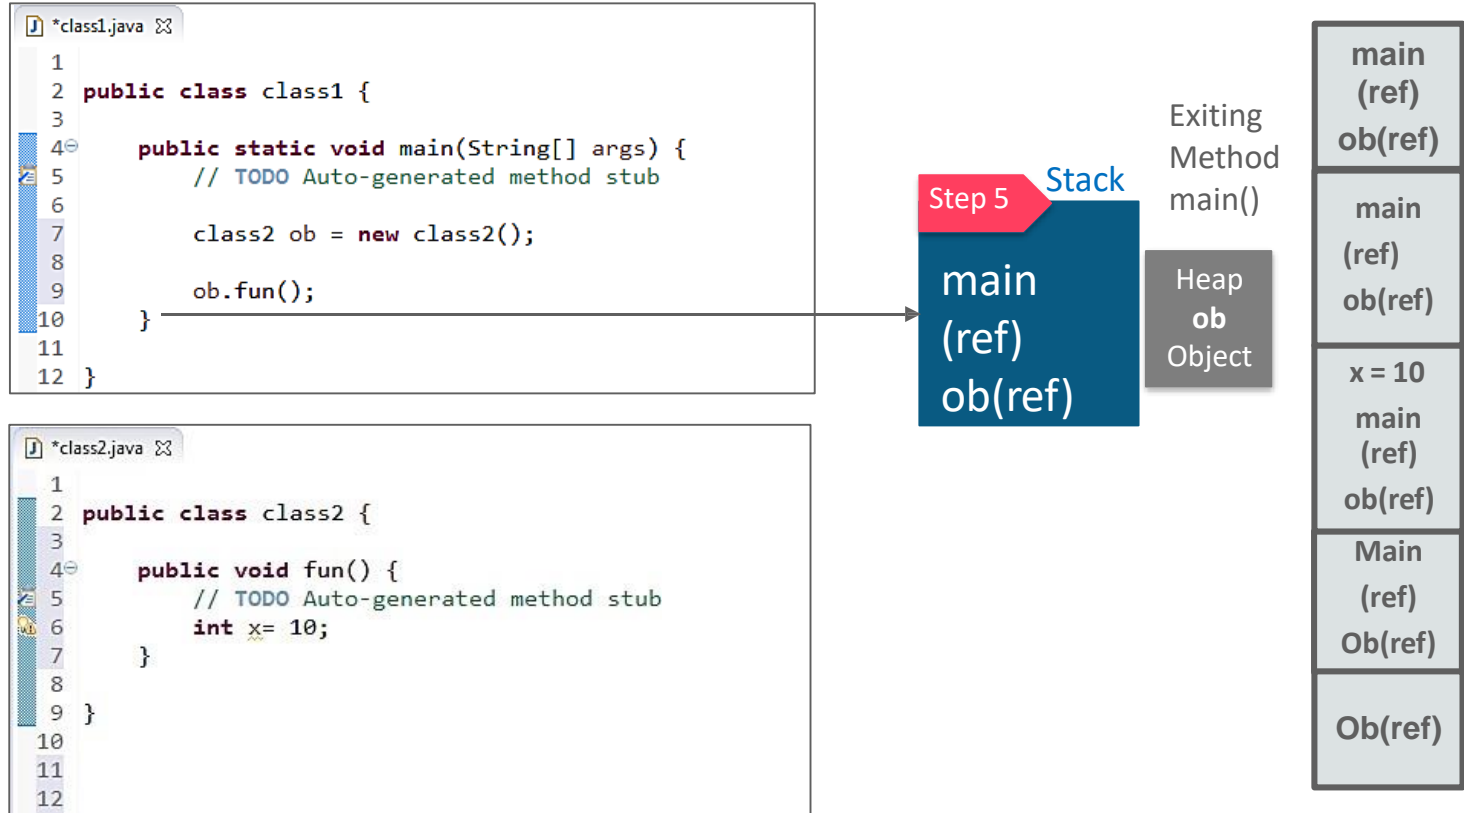 *class1.java
1
2 public class class1 {
3
4 public static void main(String[] args) {
5 // TODO Auto-generated method stub
6
7 class2 ob = new class2();
8
9 ob.fun();
10 }
11
12 }
*class2.java
1
2 public class class2 {
3
4 public void fun() {
5 // TODO Auto-generated method stub
6 int x= 10;
7 }
8
9 }
10
11
12
Step 5
Stack
main
(ref)
ob(ref)
Exiting
Method
main()
Heap
ob
Object
main
(ref)
ob(ref)
main
(ref)
ob(ref)
x = 10
main
(ref)
ob(ref)
Main
(ref)
Ob(ref)
Ob(ref)